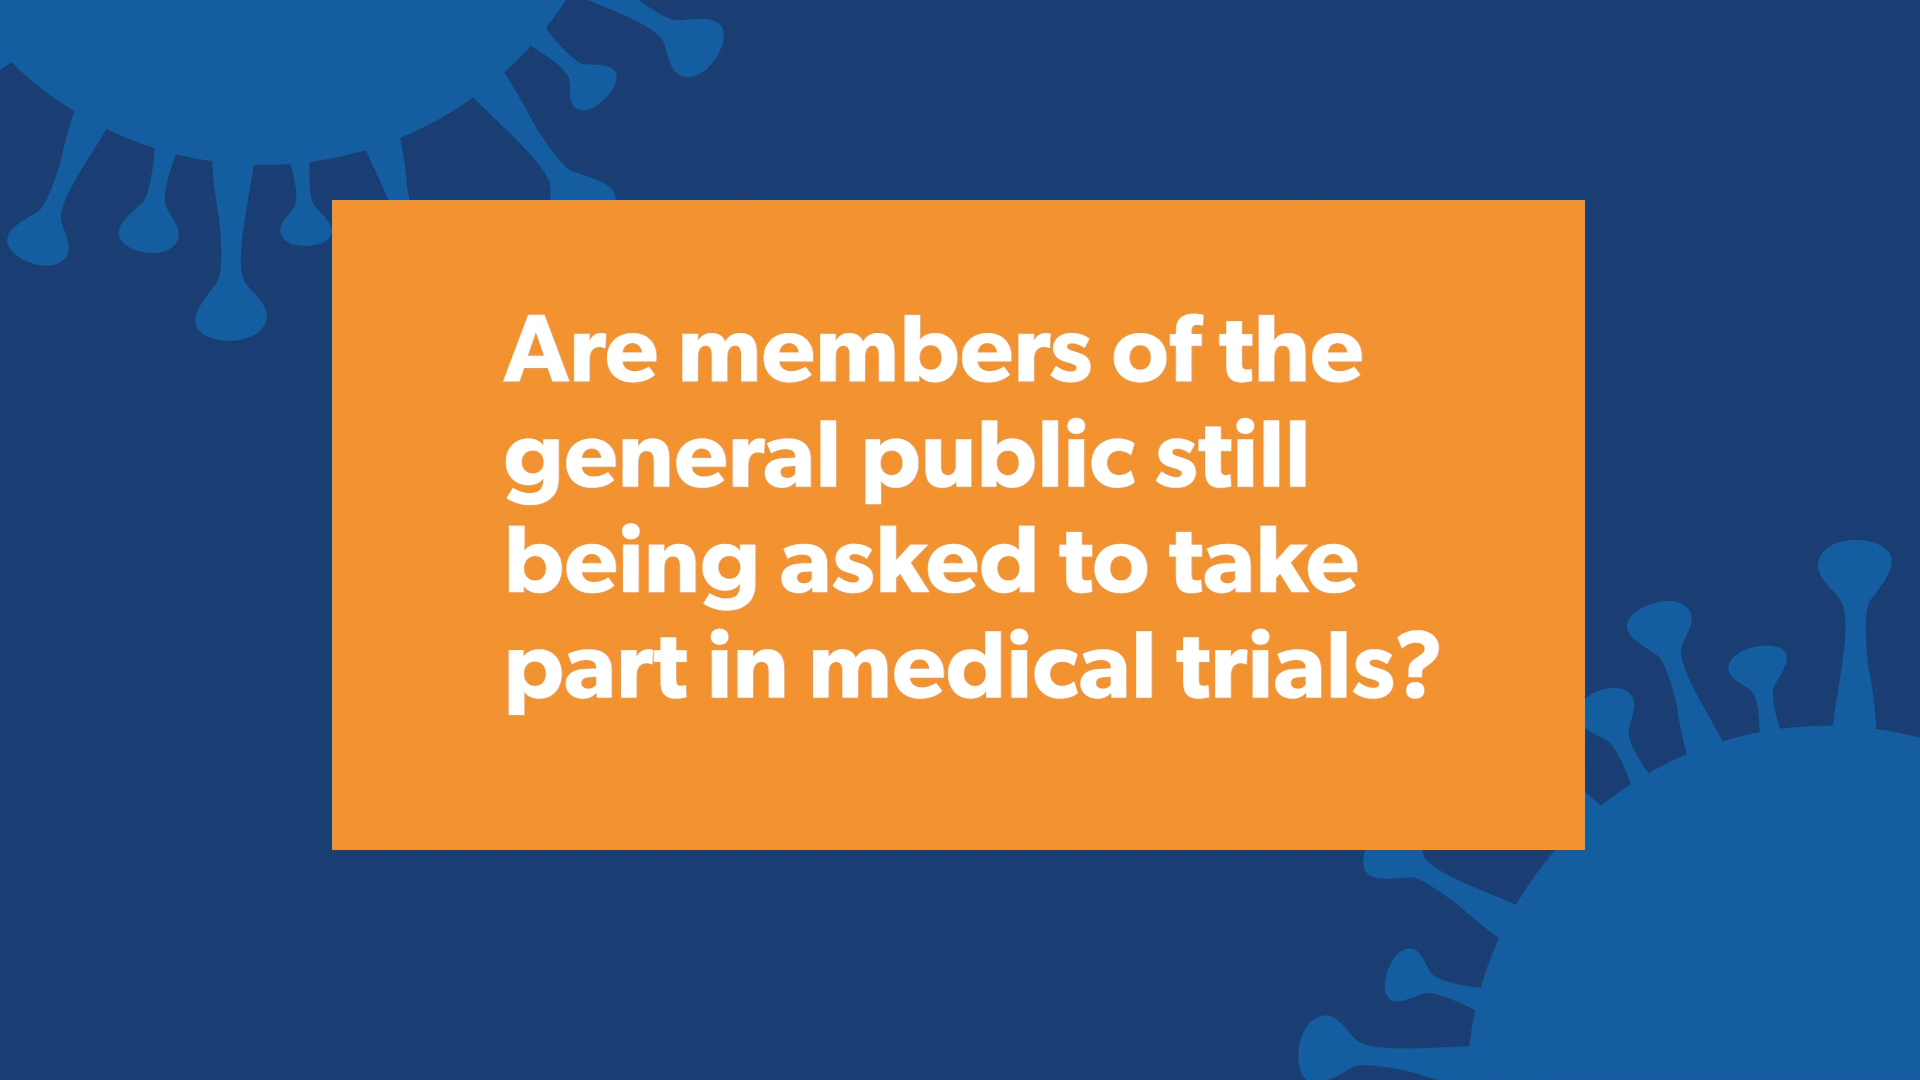 Are members of the
general public still
being asked to take
part in medical trials?